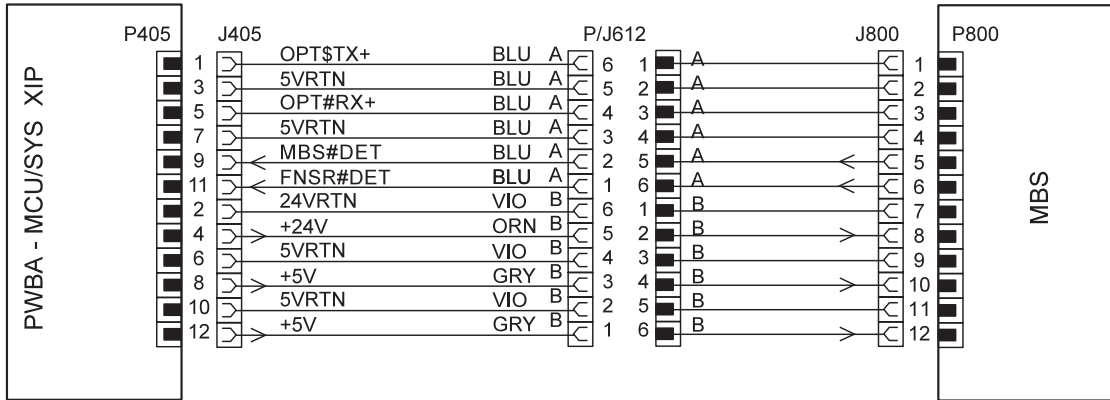 P405 J405 P/J612 J800 P800
1 OPT$TX+ BLU A 6 1 A 1
3 5VRTN BLU A 5 2 A 2
5 OPT#RX+ BLU A 4 3 A 3
7 5VRTN BLU A 3 4 A 4
9 MBS#DET BLU A 2 5 A 5
11 FNSR#DET BLU A 1 6 A 6
2 24VRTN VIO B 6 1 B 7
4 +24V ORN B 5 2 B 8
6 5VRTN VIO B 4 3 B 9
8 +5V GRY B 3 4 B 10
10 5VRTN VIO B 2 5 B 11
12 +5V GRY B 1 6 B 12
PWBA - MCU/SYS XIP
MBS